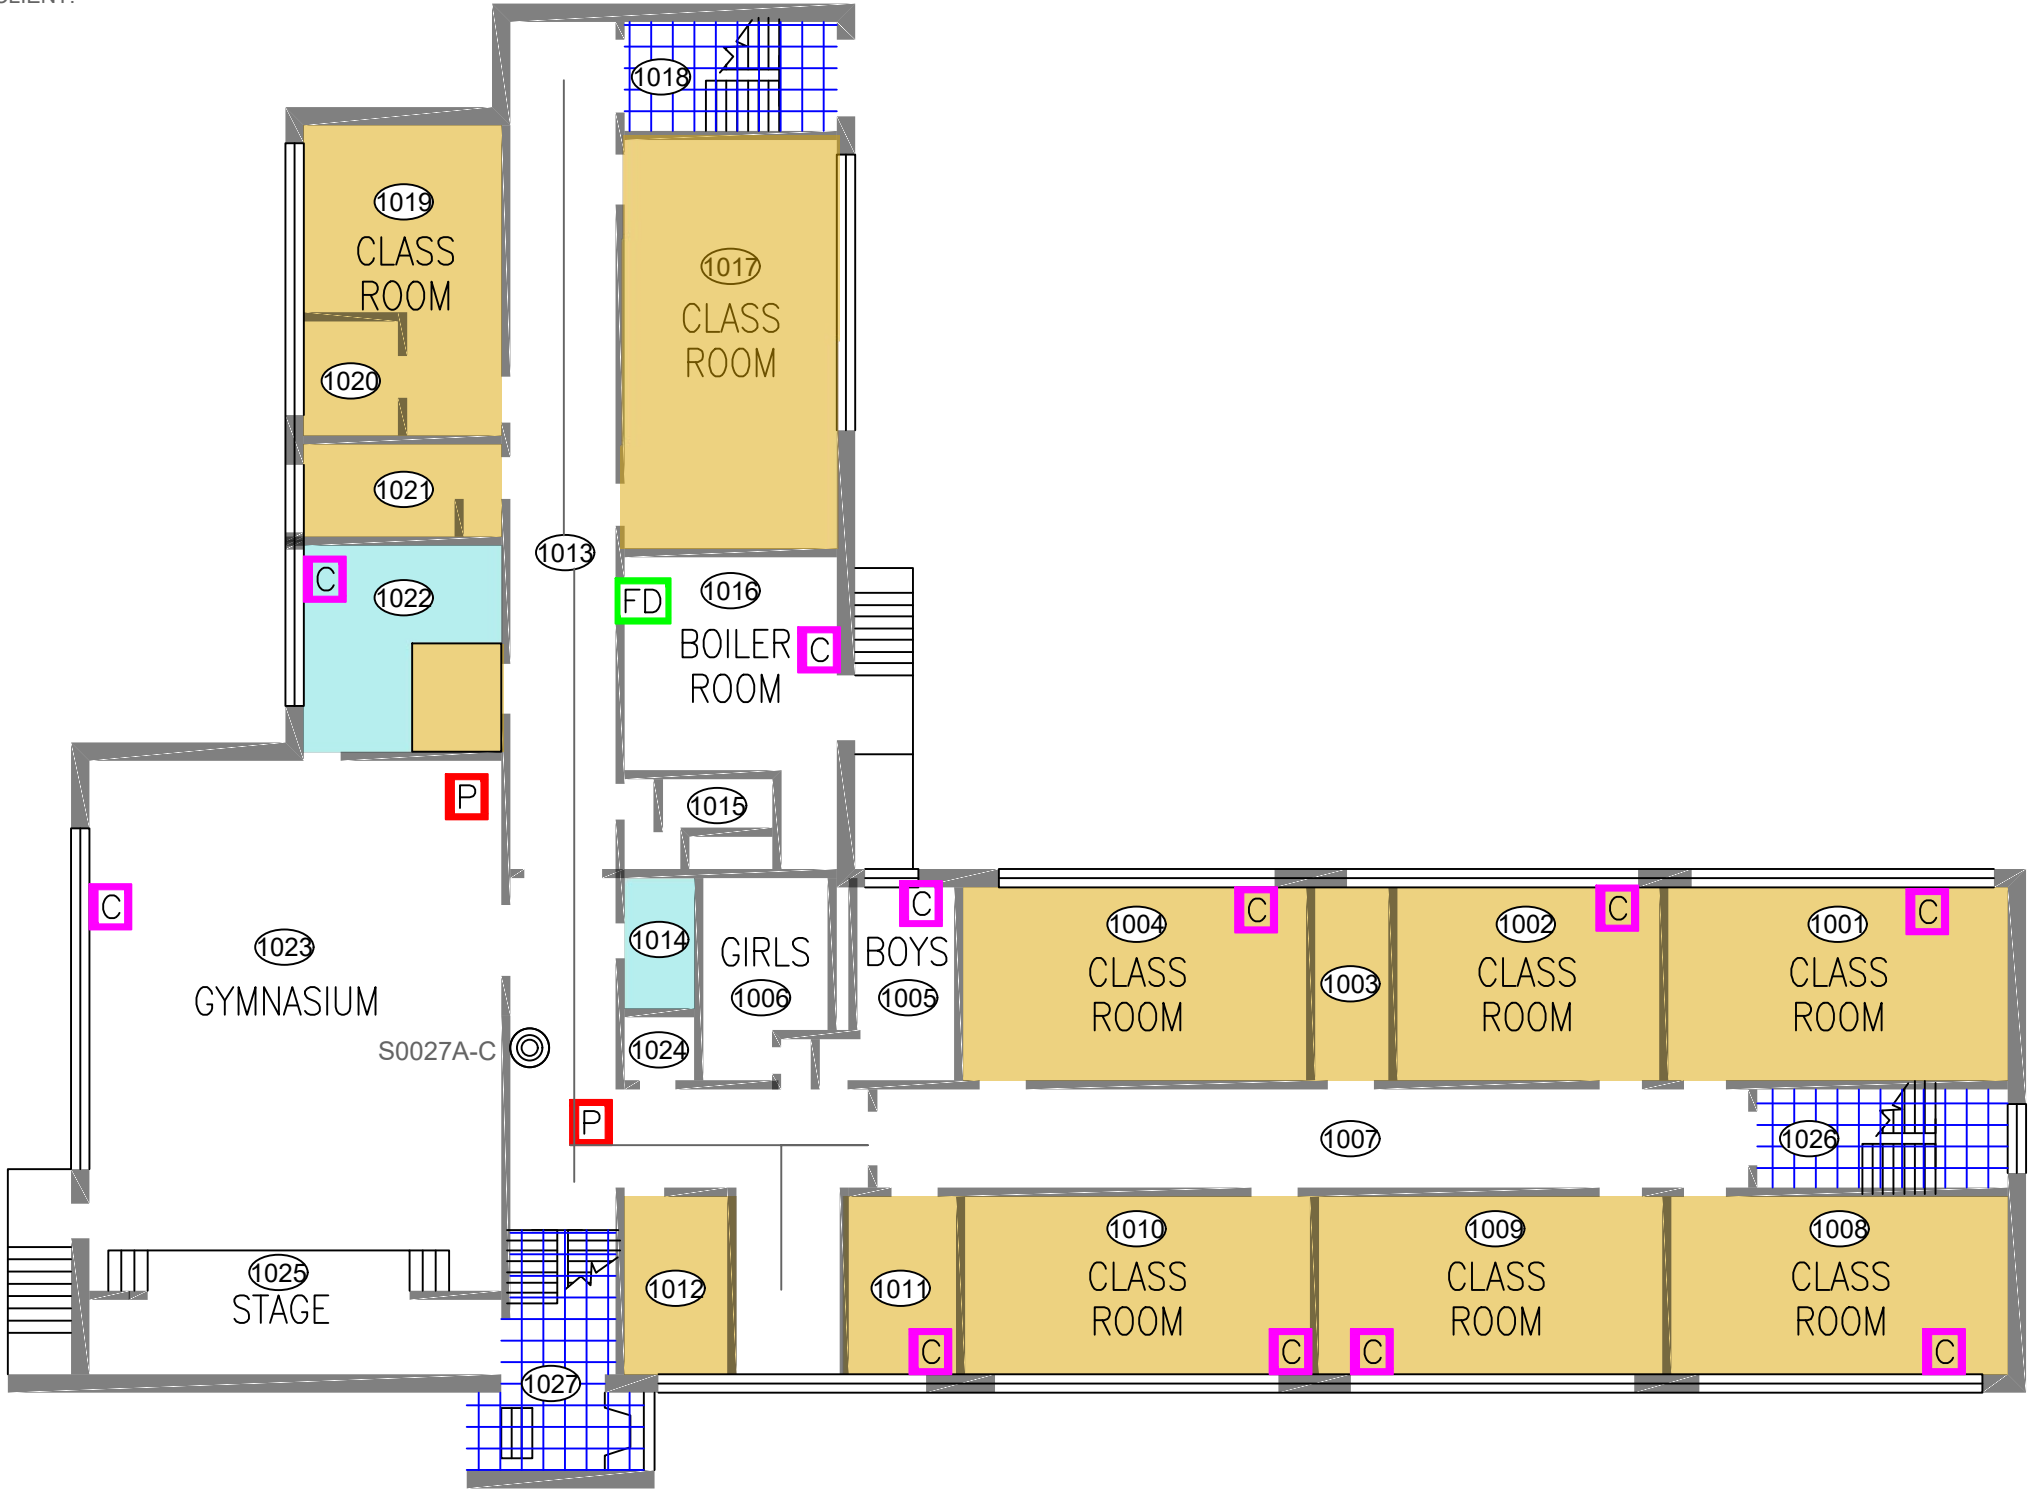 CLIENT:
1018
1019
CLASS
ROOM
1017
CLASS
ROOM
1020
1021
1013
C
1022
FD
1016
BOILER
ROOM
C
P
1015
C
1023
GYMNASIUM
1014
GIRLS
1006
C
BOYS
1005
1004
CLASS
ROOM
C
1003
1002
CLASS
ROOM
C
1001
CLASS
ROOM
C
S0027A-C
1024
P
1007
1026
1025
STAGE
1012
1011
C
1010
CLASS
ROOM
C
1009
CLASS
ROOM
C
1008
CLASS
ROOM
C
1027